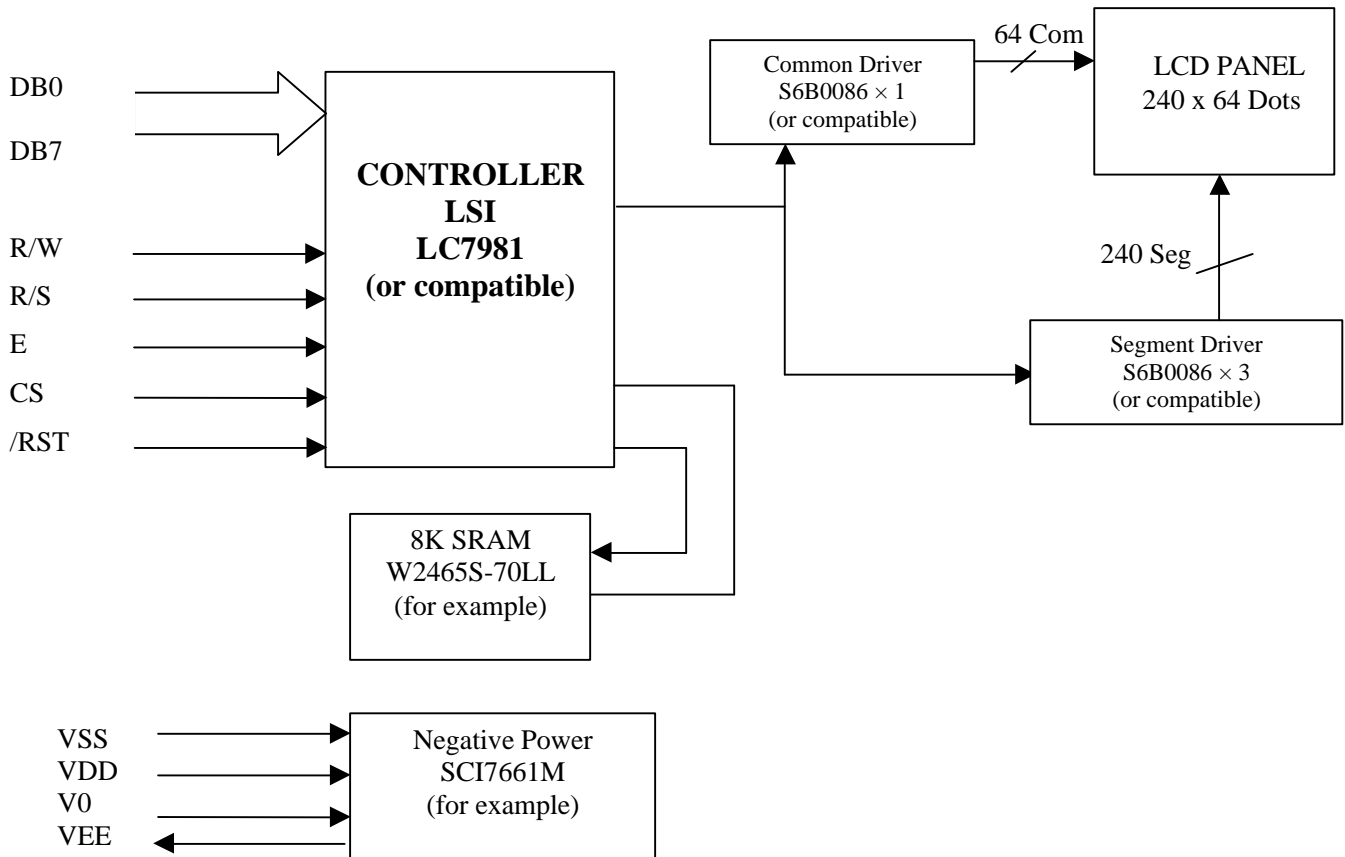 64 Com
Common Driver
S6B0086 × 1
(or compatible)
LCD PANEL
240 x 64 Dots
DB0
DB7
R/W
R/S
E
CS
/RST
CONTROLLER
LSI
LC7981
(or compatible)
240 Seg
Segment Driver
S6B0086 × 3
(or compatible)
8K SRAM
W2465S-70LL
(for example)
VSS
VDD
V0
VEE
Negative Power
SCI7661M
(for example)